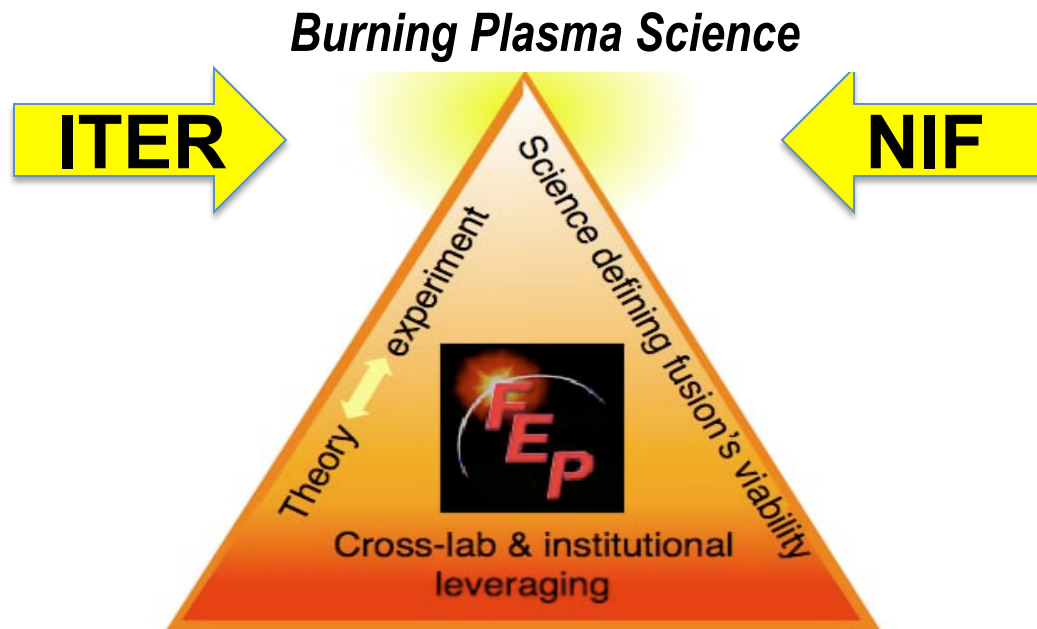 Burning Plasma Science
ITER
NIF
Theory experiment
Science defining fusion's viability
FEP
Cross-lab & institutional
leveraging